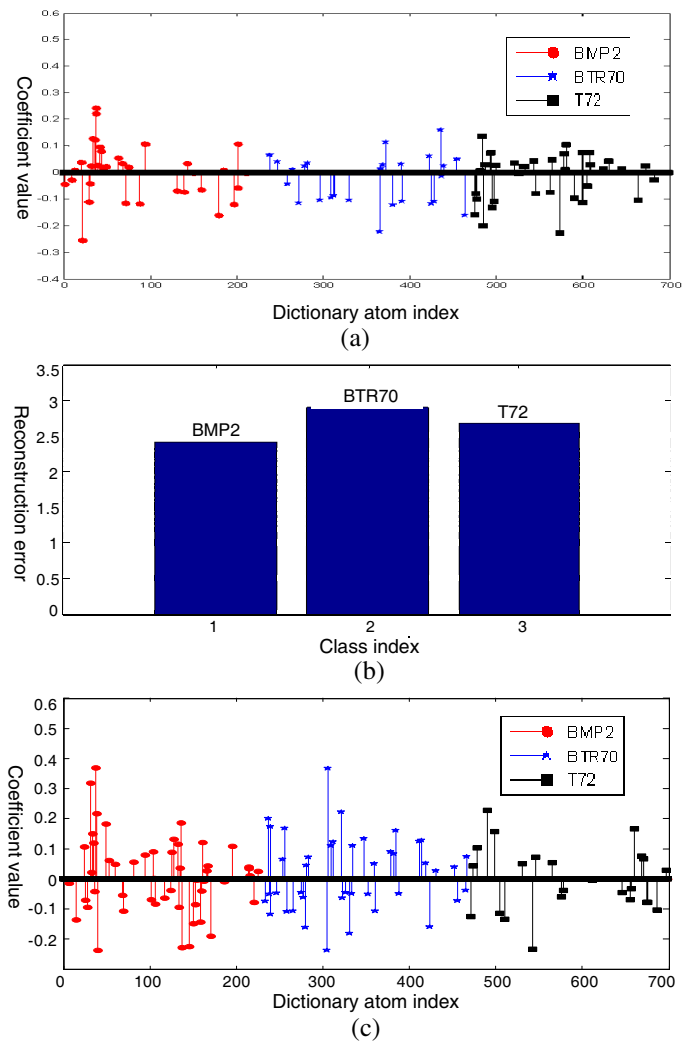 0.6
0.5
0.4
0.3
0.2
0.1
0
-0.1
-0.2
-0.3
-0.4
Coefficient value
BMP2
BTR70
T72
0 100 200 300 400 500 600 700
Dictionary atom index
(a)
3.5
3
2.5
2
1.5
1
0.5
0
Reconstruction error
BMP2
BTR70
T72
1 2 3
Class index
(b)
0.6
0.5
0.4
0.3
0.2
0.1
0
-0.1
-0.2
Coefficient value
BMP2
BTR70
T72
0 100 200 300 400 500 600 700
Dictionary atom index
(c)